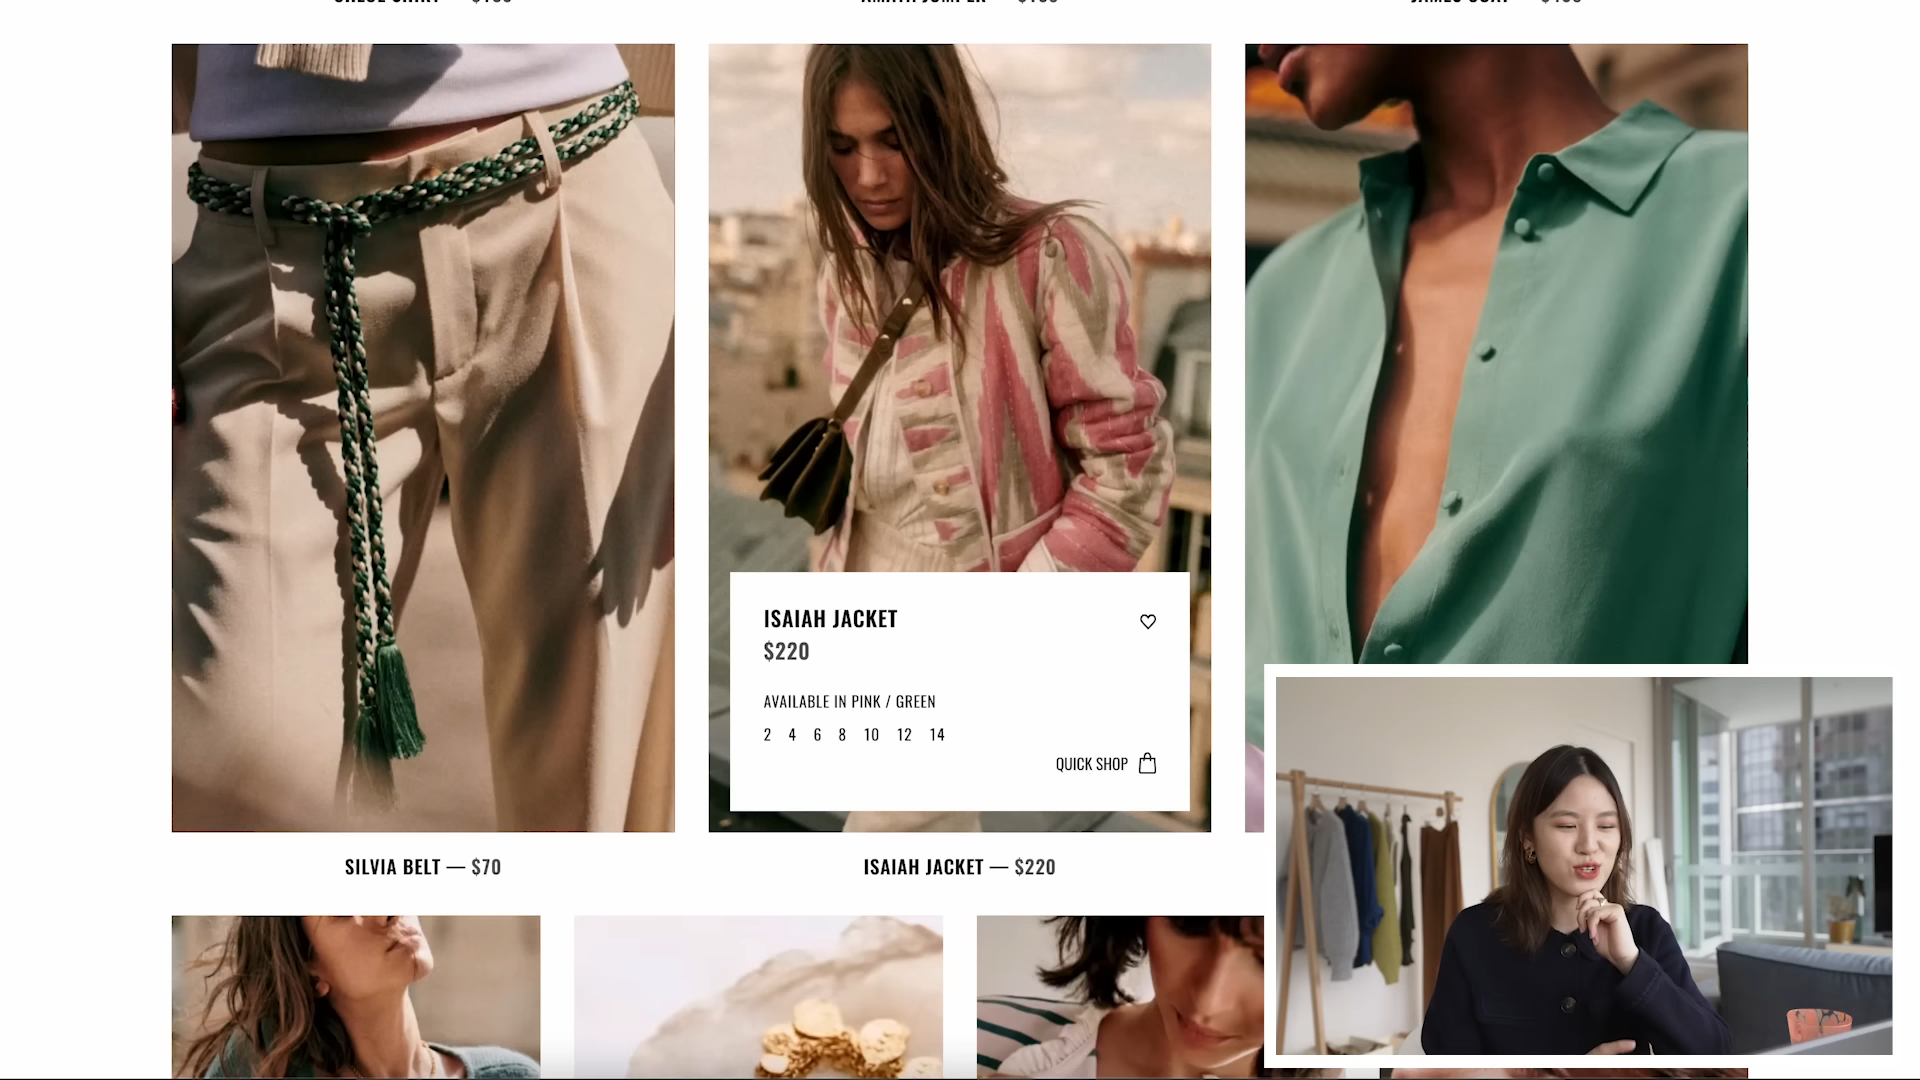 SILVIA BELT — $70
ISAIAH JACKET
$220
AVAILABLE IN PINK / GREEN
2 4 6 8 10 12 14
QUICK SHOP
ISAIAH JACKET — $220